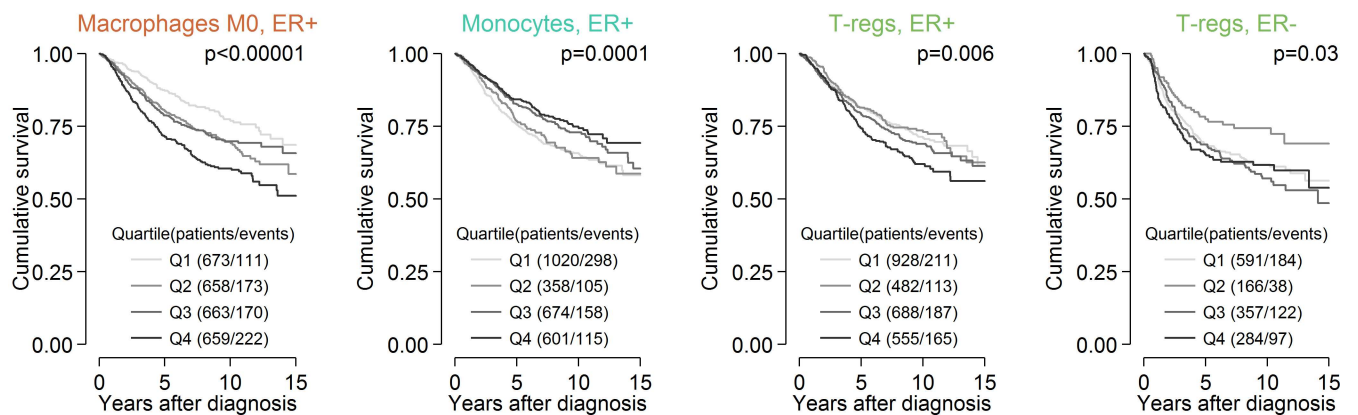 Macrophages M0, ER+
p<0.00001
Cumulative survival
1.00
0.75
0.50
0.25
0.00
Quartile(patients/events)
Q1 (673/111)
Q2 (658/173)
Q3 (663/170)
Q4 (659/222)
0 5 10 15
Years after diagnosis
Monocytes, ER+
p=0.0001
Cumulative survival
1.00
0.75
0.50
0.25
0.00
Quartile(patients/events)
Q1 (1020/298)
Q2 (358/105)
Q3 (674/158)
Q4 (601/115)
0 5 10 15
Years after diagnosis
T-regs, ER+
p=0.006
Cumulative survival
1.00
0.75
0.50
0.25
0.00
Quartile(patients/events)
Q1 (928/211)
Q2 (482/113)
Q3 (688/187)
Q4 (555/165)
0 5 10 15
Years after diagnosis
T-regs, ER-
p=0.03
Cumulative survival
1.00
0.75
0.50
0.25
0.00
Quartile(patients/events)
Q1 (591/184)
Q2 (166/38)
Q3 (357/122)
Q4 (284/97)
0 5 10 15
Years after diagnosis